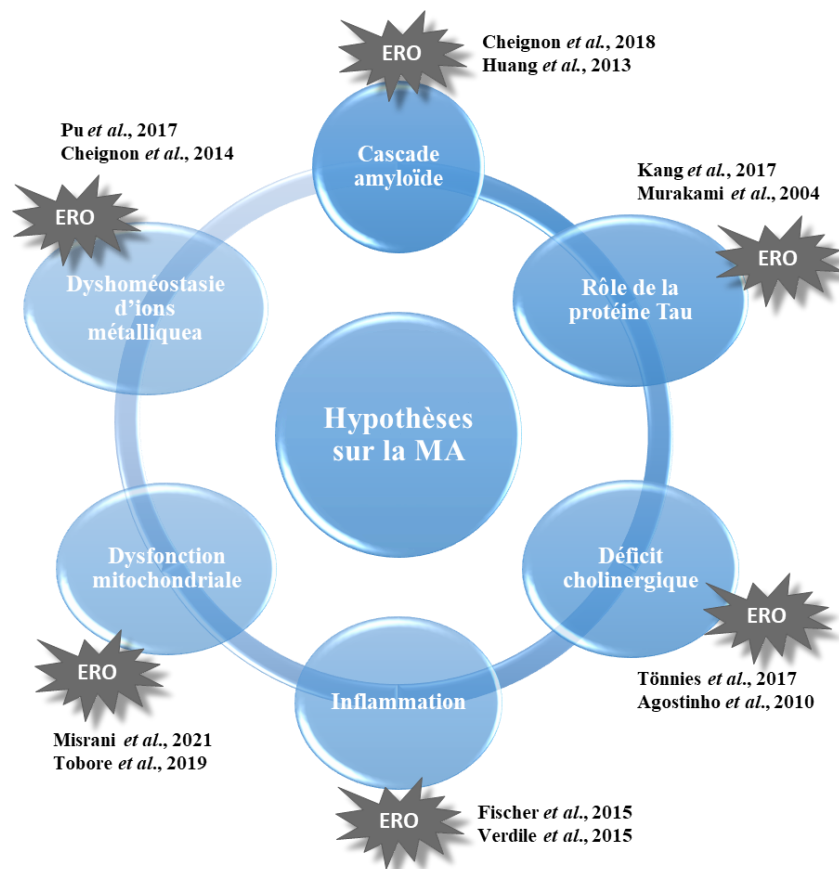 ERO
Cheignon et al., 2018
Huang et al., 2013
Cascade
amyloïde
Kang et al., 2017
Murakami et al., 2004
ERO
Rôle de la
protéine Tau
Déficit
cholinergique
ERO
Tönnies et al., 2017
Agostinho et al., 2010
Inflammation
ERO
Fischer et al., 2015
Verdile et al., 2015
Dysfonction
mitochondriale
ERO
Misrani et al., 2021
Tobore et al., 2019
Pu et al., 2017
Cheignon et al., 2014
ERO
Dyshoméostasie
d’ions
métalliquea
Hypothèses
sur la MA